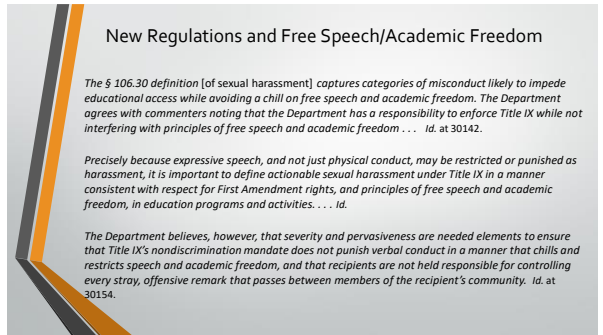 New Regulations and Free Speech/Academic Freedom
The § 106.30 definition [of sexual harassment] captures categories of misconduct likely to impede
educational access while avoiding a chill on free speech and academic freedom. The Department
agrees with commenters noting that the Department has a responsibility to enforce Title IX while not
interfering with principles of free speech and academic freedom . . . Id. at 30142.
Precisely because expressive speech, and not just physical conduct, may be restricted or punished as
harassment, it is important to define actionable sexual harassment under Title IX in a manner
consistent with respect for First Amendment rights, and principles of free speech and academic
freedom, in education programs and activities. . . . Id.
The Department believes, however, that severity and pervasiveness are needed elements to ensure
that Title IX's nondiscrimination mandate does not punish verbal conduct in a manner that chills and
restricts speech and academic freedom, and that recipients are not held responsible for controlling
every stray, offensive remark that passes between members of the recipient's community. Id. at
30154.